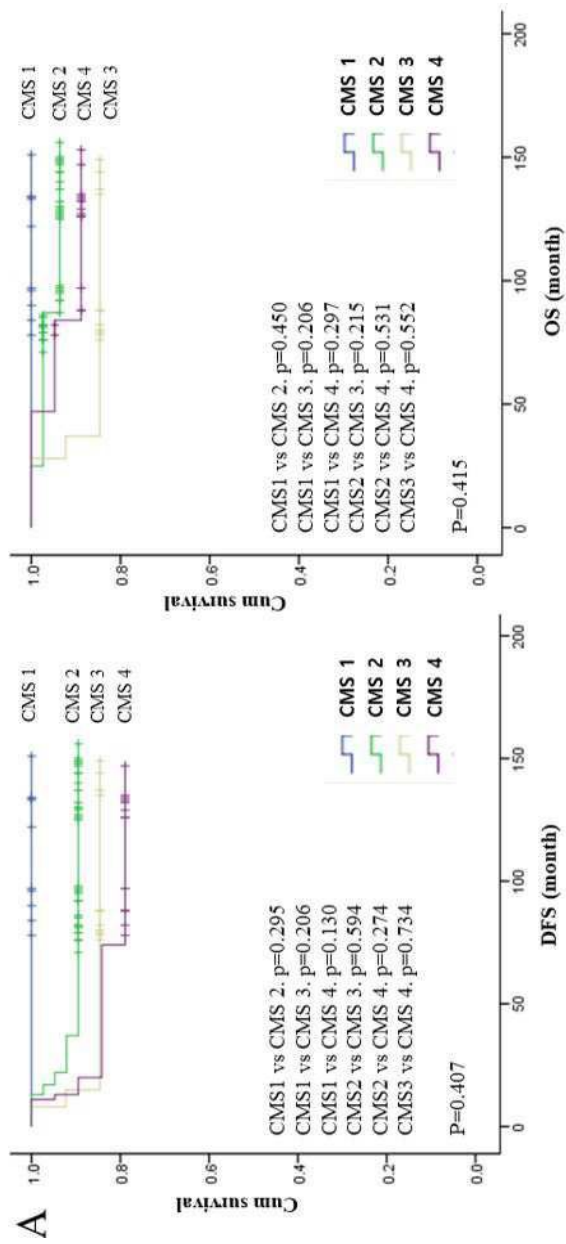 A
Cum survival
1.0
0.8
0.6
0.4
0.2
0.0
CMS 1
CMS 2
CMS 3
CMS 4
CMS1 vs CMS 2. p=0.295
CMS1 vs CMS 3. p=0.206
CMS1 vs CMS 4. p=0.130
CMS2 vs CMS 3. p=0.594
CMS2 vs CMS 4. p=0.274
CMS3 vs CMS 4. p=0.734
P=0.407
CMS 1
CMS 2
CMS 3
CMS 4
0 50 100 150 200
DFS (month)
Cum survival
1.0
0.8
0.6
0.4
0.2
0.0
CMS 1
CMS 2
CMS 4
CMS 3
CMS1 vs CMS 2. p=0.450
CMS1 vs CMS 3. p=0.206
CMS1 vs CMS 4. p=0.297
CMS2 vs CMS 3. p=0.215
CMS2 vs CMS 4. p=0.531
CMS3 vs CMS 4. p=0.552
P=0.415
CMS 1
CMS 2
CMS 3
CMS 4
0 50 100 150 200
OS (month)